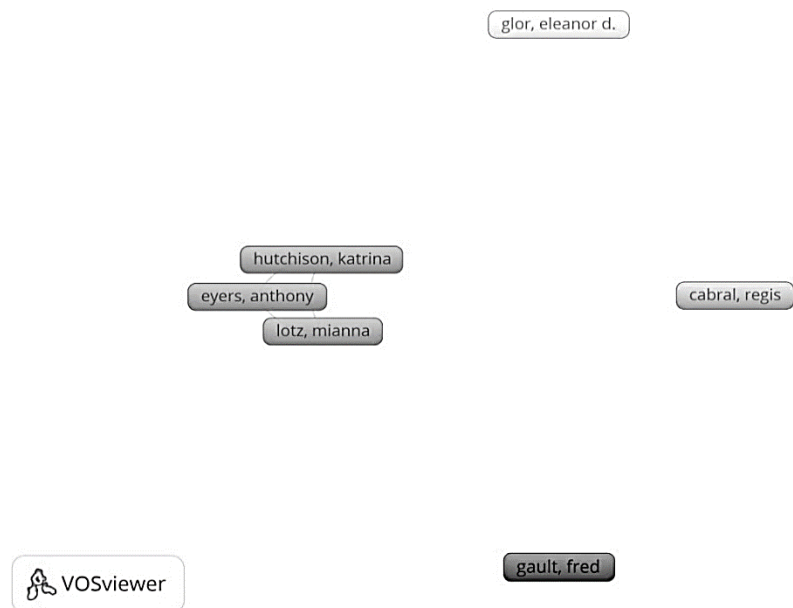 glor, eleanor d.
hutchison, katrina
eyers, anthony
cabral, regis
lotz, mianna
gault, fred
VOSviewer